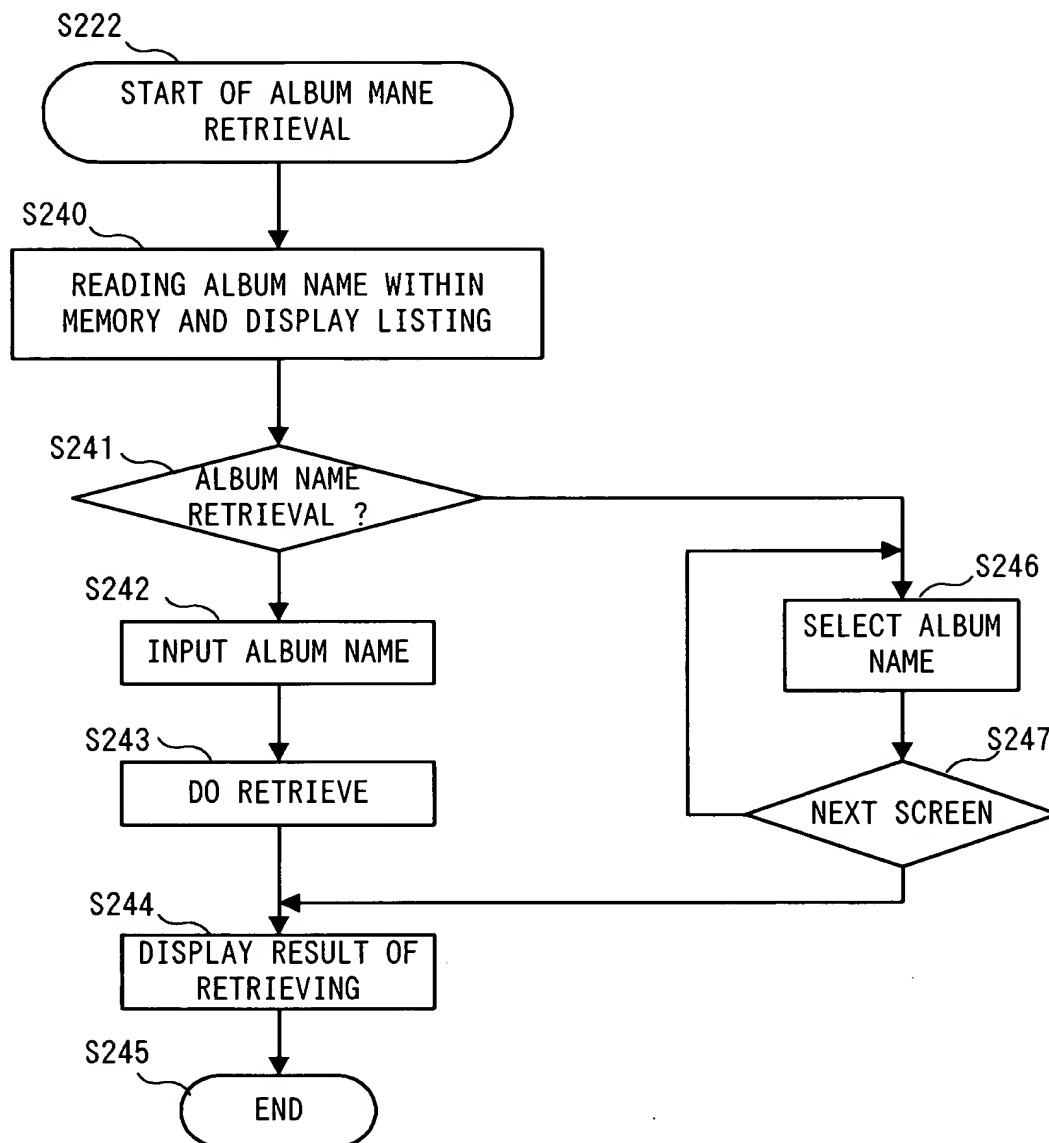 S222
START OF ALBUM MANE
RETRIEVAL
S240
READING ALBUM NAME WITHIN
MEMORY AND DISPLAY LISTING
S241
ALBUM NAME
RETRIEVAL ?
S242
INPUT ALBUM NAME
S243
DO RETRIEVE
S246
SELECT ALBUM
NAME
S247
NEXT SCREEN
S244
DISPLAY RESULT OF
RETRIEVING
S245
END